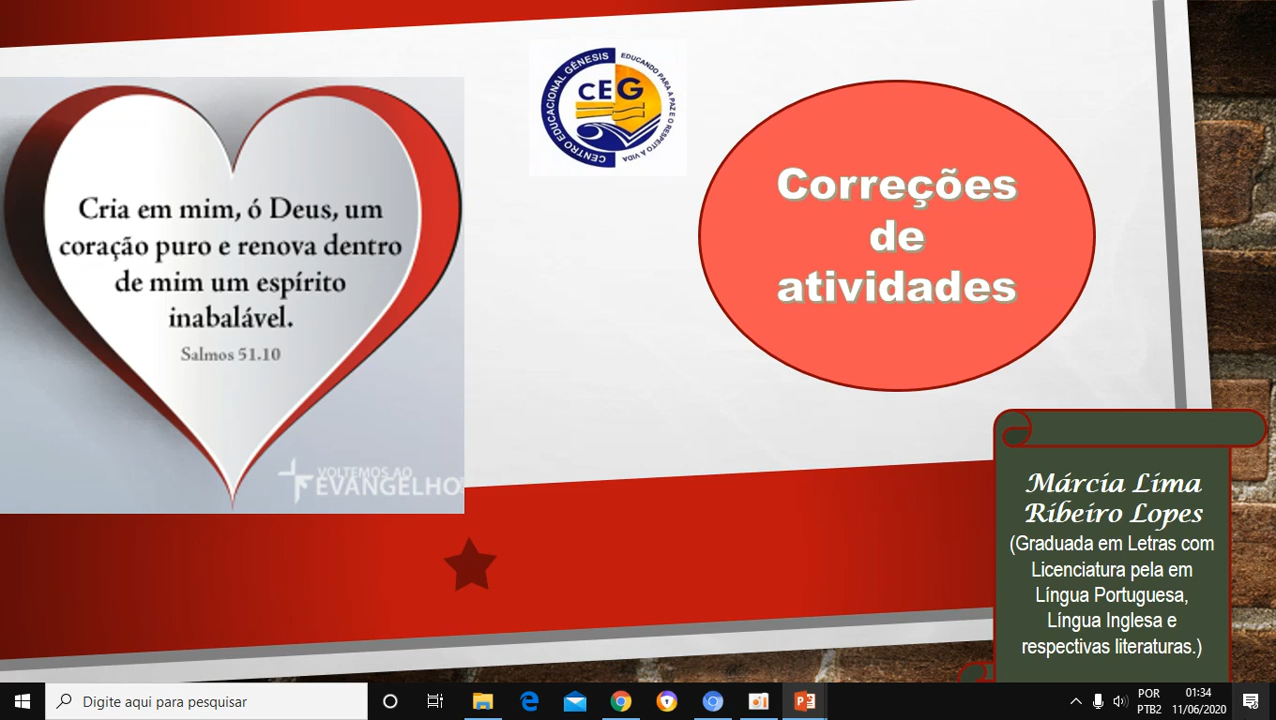 Cria em mim, ó Deus, um
coração puro e renova dentro
de mim um espírito
inabalável.
Salmos 51.10
VOLTEMOS AO
EVANGELHO
CENTRO EDUCACIONAL GÊNESIS
EDUCANDO PARA A PAZ E O RESPEITO À VIDA
CEG
Correções
de
atividades
Márcia Lima
Ribeiro Lopes
(Graduada em Letras com
Licenciatura pela em
Língua Portuguesa,
Língua Inglesa e
respectivas literaturas.)
Digite aqui para pesquisar
POR
PTB2
01:34
11/06/2020